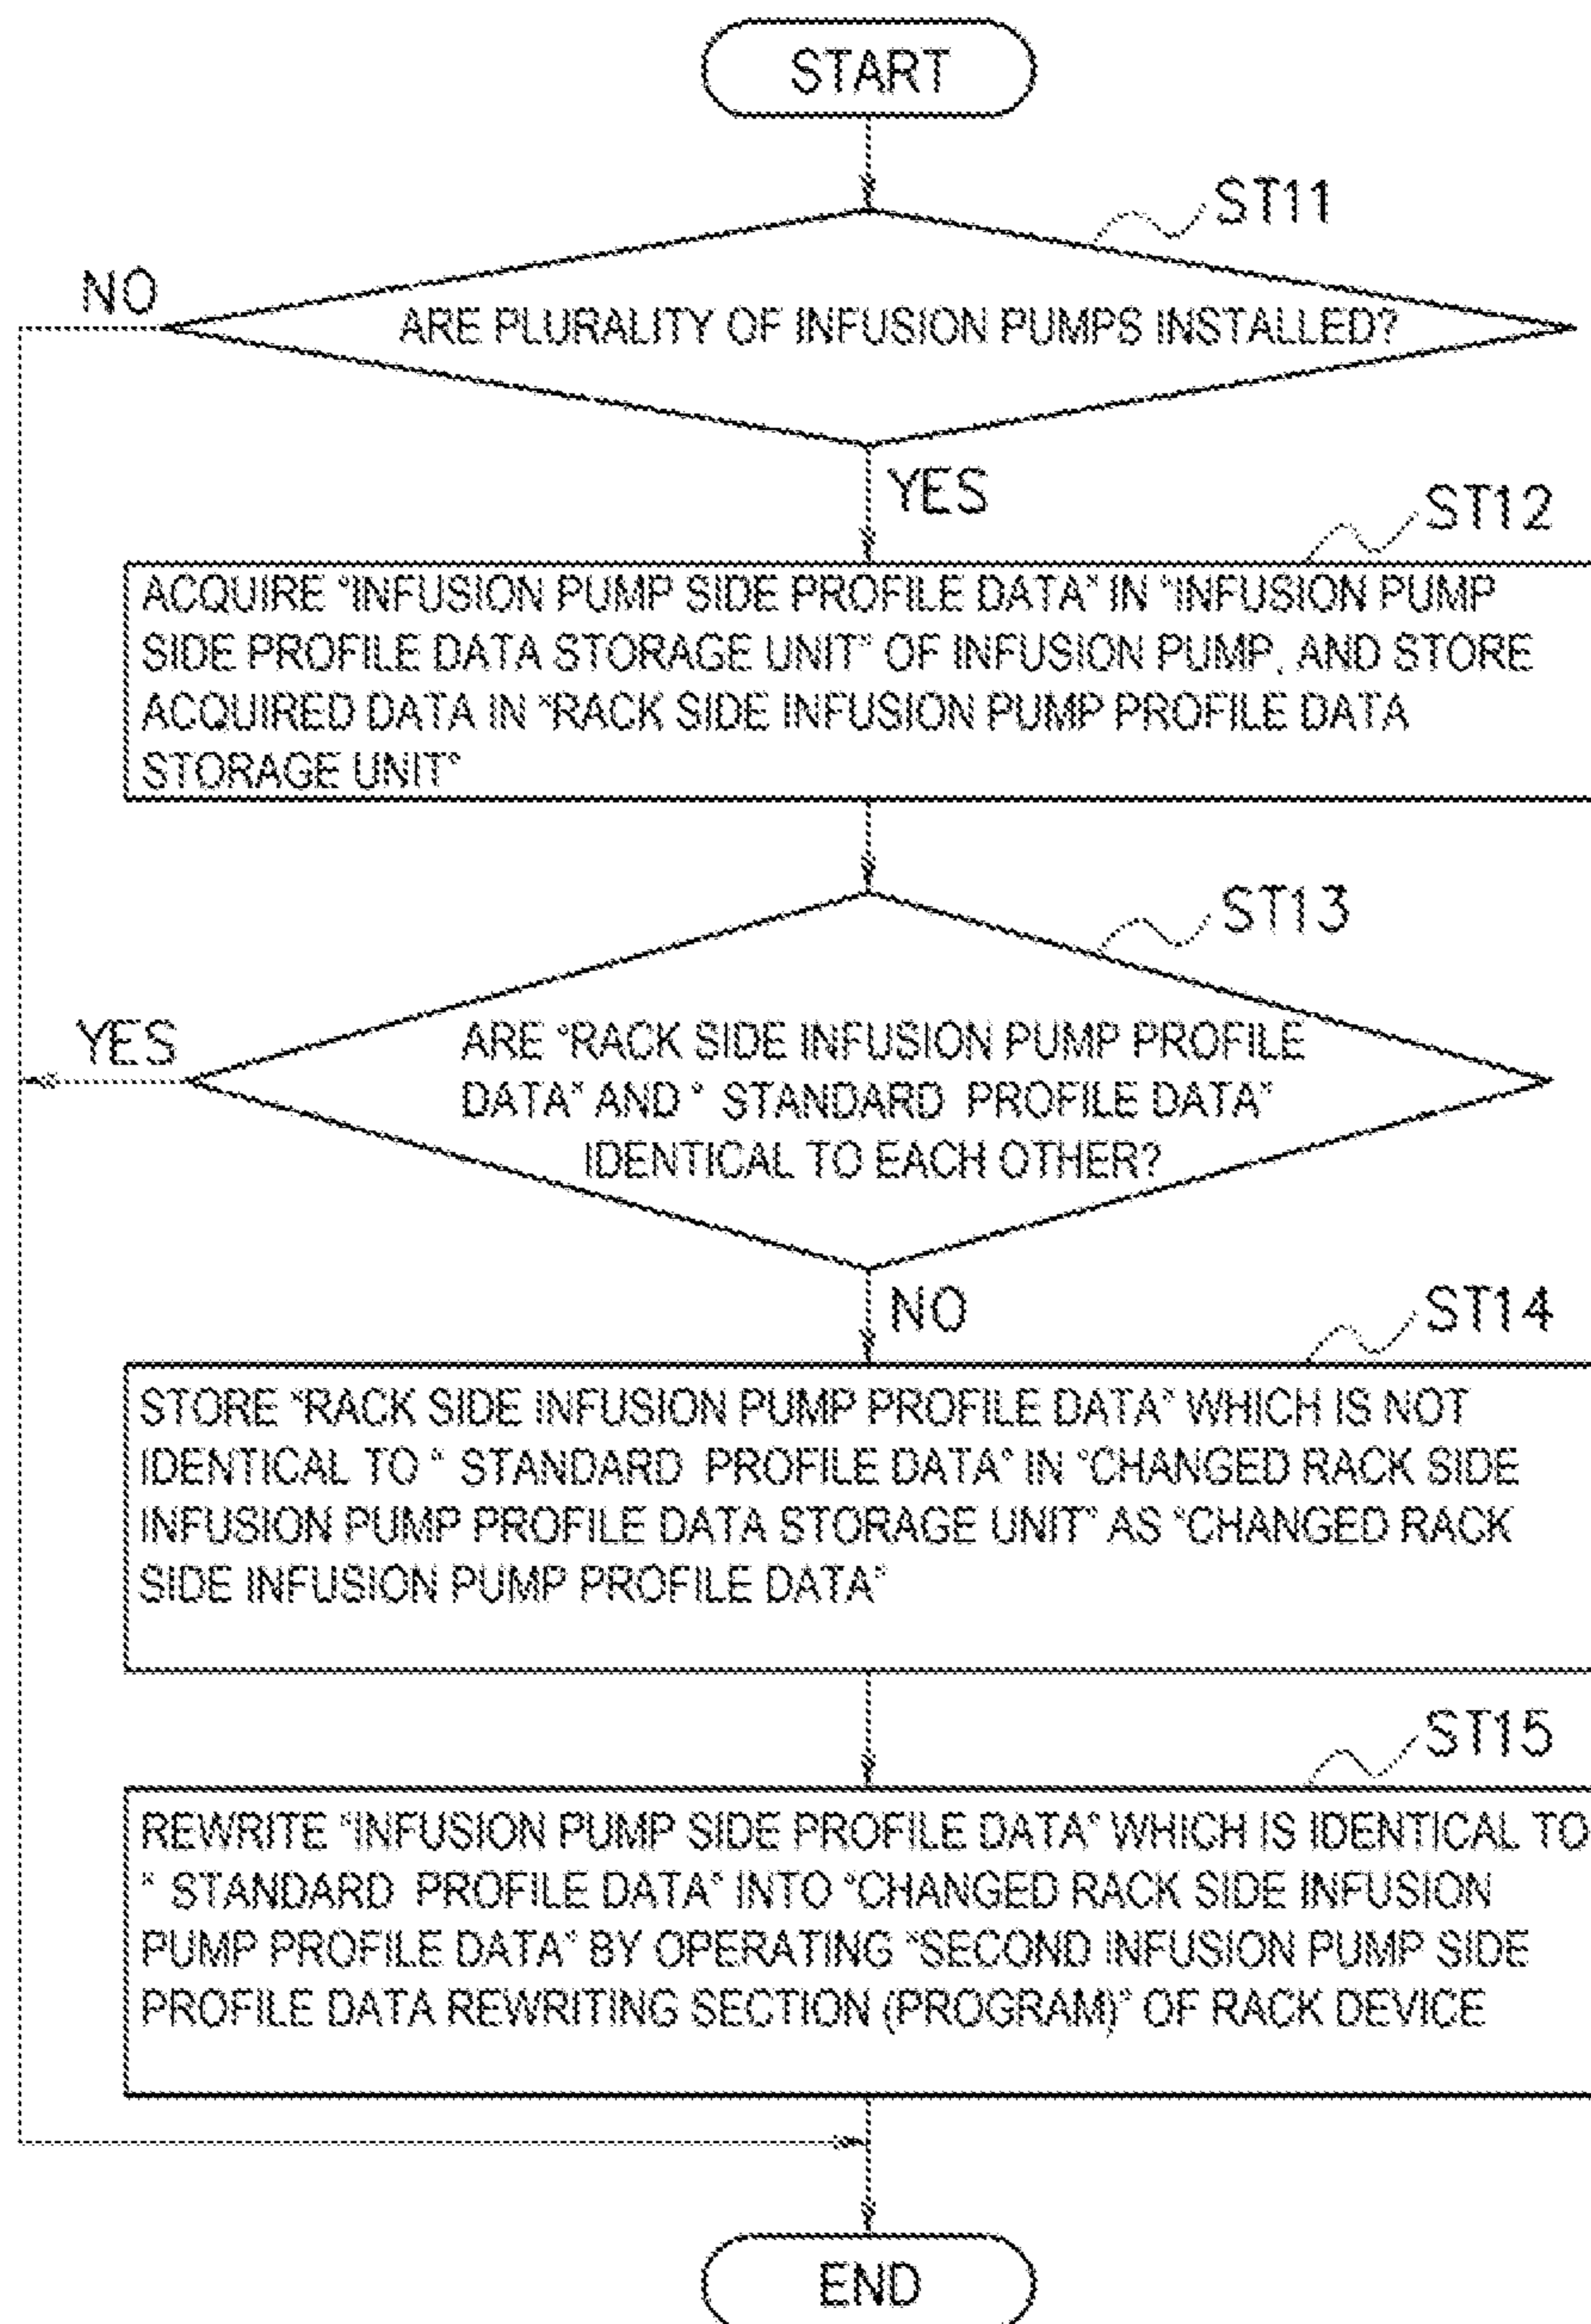 START
ST11
NO
ARE PLURALITY OF INFUSION PUMPS INSTALLED?
YES
ST12
ACQUIRE "INFUSION PUMP SIDE PROFILE DATA" IN "INFUSION PUMP
SIDE PROFILE DATA STORAGE UNIT" OF INFUSION PUMP, AND STORE
ACQUIRED DATA IN "RACK SIDE INFUSION PUMP PROFILE DATA
STORAGE UNIT"
ST13
YES
ARE "RACK SIDE INFUSION PUMP PROFILE
DATA" AND " STANDARD PROFILE DATA"
IDENTICAL TO EACH OTHER?
NO
ST14
STORE "RACK SIDE INFUSION PUMP PROFILE DATA" WHICH IS NOT
IDENTICAL TO " STANDARD PROFILE DATA" IN "CHANGED RACK SIDE
INFUSION PUMP PROFILE DATA STORAGE UNIT" AS "CHANGED RACK
SIDE INFUSION PUMP PROFILE DATA"
ST15
REWRITE "INFUSION PUMP SIDE PROFILE DATA" WHICH IS IDENTICAL TO
" STANDARD PROFILE DATA" INTO "CHANGED RACK SIDE INFUSION
PUMP PROFILE DATA" BY OPERATING "SECOND INFUSION PUMP SIDE
PROFILE DATA REWRITING SECTION (PROGRAM)" OF RACK DEVICE
END